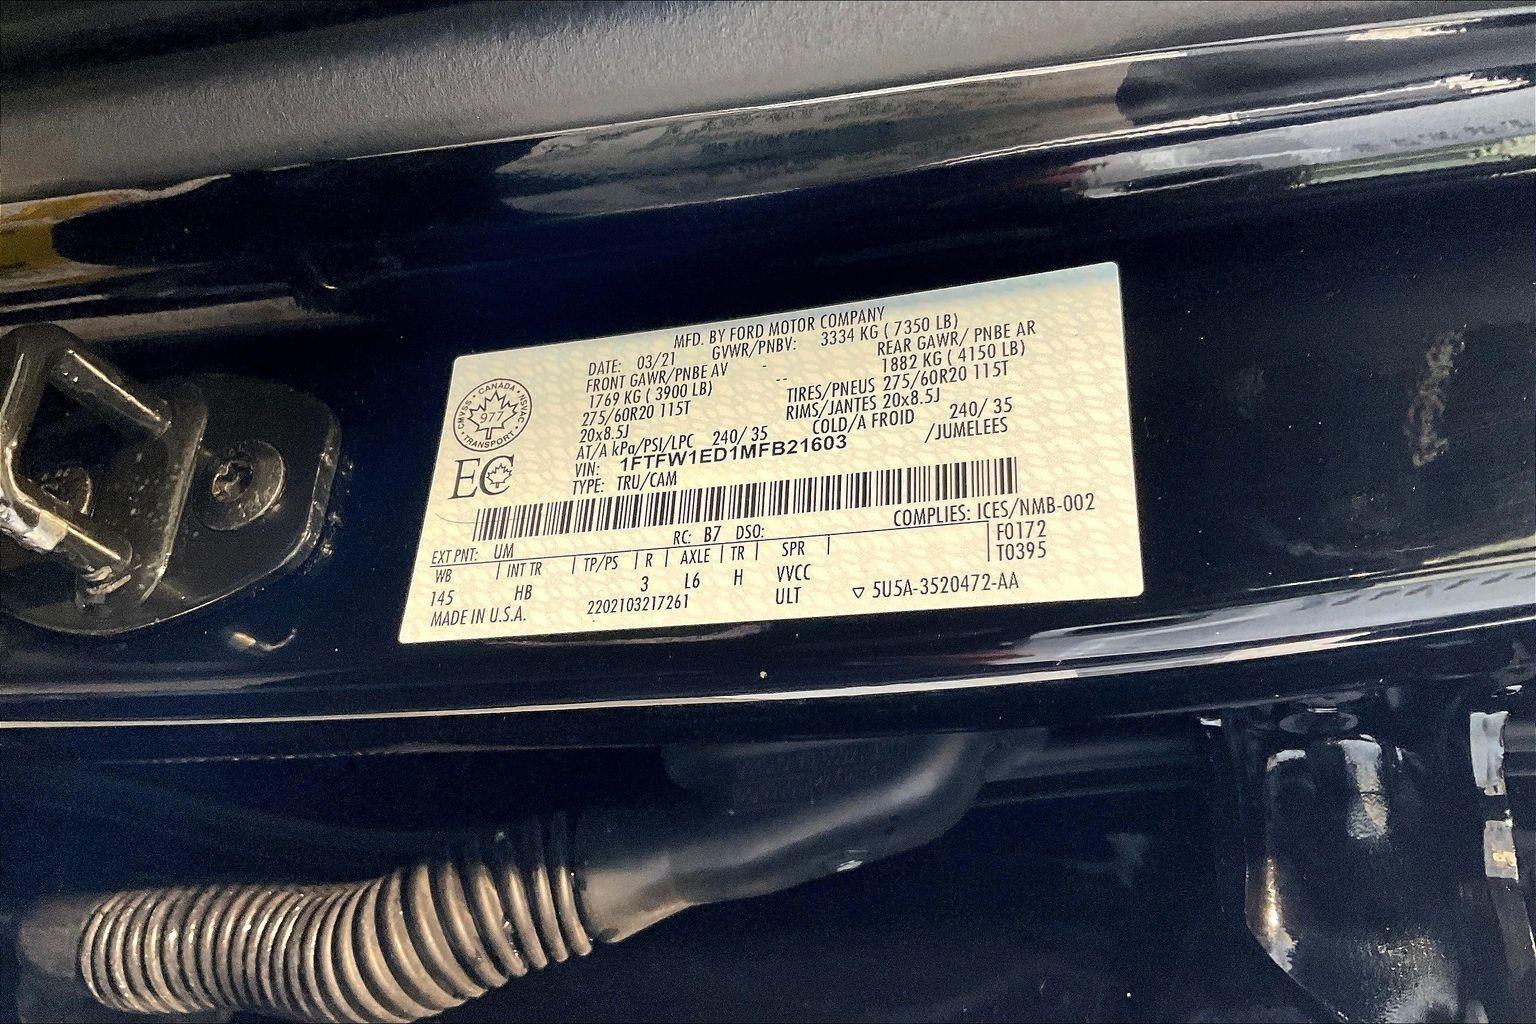 MFD. BY FORD MOTOR COMPANY
DATE: 03/21 GVWR/PNBV: 3334 KG ( 7350 LB)
FRONT GAWR/PNBE AV REAR GAWR/ PNBE AR
1769 KG ( 3900 LB) -- 1882 KG ( 4150 LB)
275/60R20 115T TIRES/PNEUS 275/60R20 115T
20x8.5J RIMS/JANTES 20x8.5J
AT/A kPa/PSI/LPC 240/ 35 COLD/A FROID 240/ 35
VIN: 1FTFW1ED1MFB21603 /JUMELEES
TYPE: TRU/CAM
CANADA
CMVSS 977 NSVAC
TRANSPORT
EC
COMPLIES: ICES/NMB-002
EXT PNT: UM RC: B7 DSO: F0172
WB INT TR TP/PS R AXLE TR SPR T0395
145 HB 3 L6 H VVCC
MADE IN U.S.A. 2202103217261 ULT ▽ 5U5A-3520472-AA